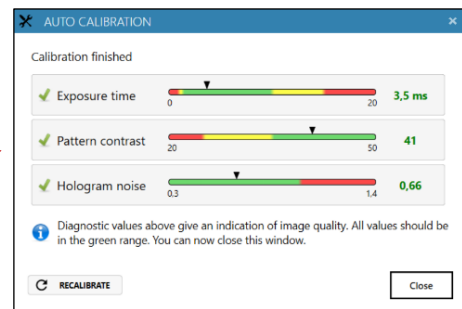 AUTO CALIBRATION
Calibration finished
Exposure time
0
20
3,5 ms
Pattern contrast
20
50
41
Hologram noise
0.3
1.4
0,66
Diagnostic values above give an indication of image quality. All values should be
in the green range. You can now close this window.
RECALIBRATE
Close